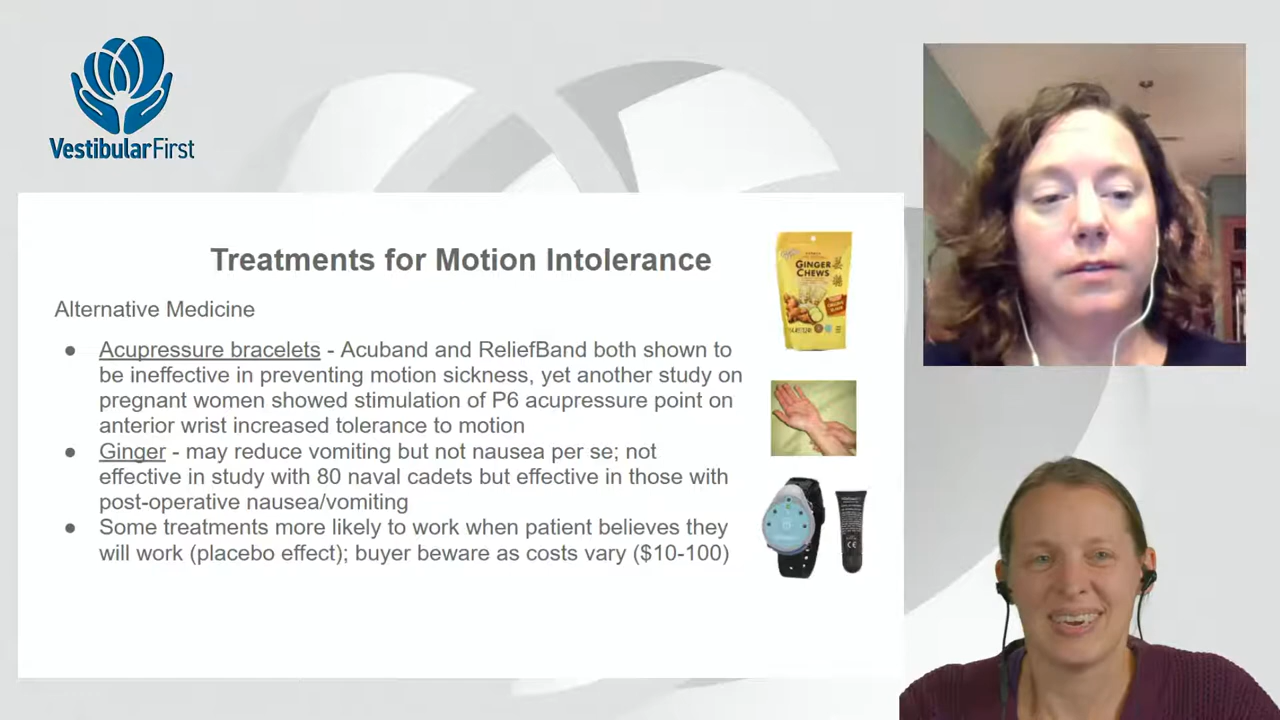 VestibularFirst
Treatments for Motion Intolerance
Alternative Medicine
● Acupressure bracelets - Acuband and ReliefBand both shown to
be ineffective in preventing motion sickness, yet another study on
pregnant women showed stimulation of P6 acupressure point on
anterior wrist increased tolerance to motion
● Ginger - may reduce vomiting but not nausea per se; not
effective in study with 80 naval cadets but effective in those with
post-operative nausea/vomiting
● Some treatments more likely to work when patient believes they
will work (placebo effect); buyer beware as costs vary ($10-100)
GINGER
CHEWS